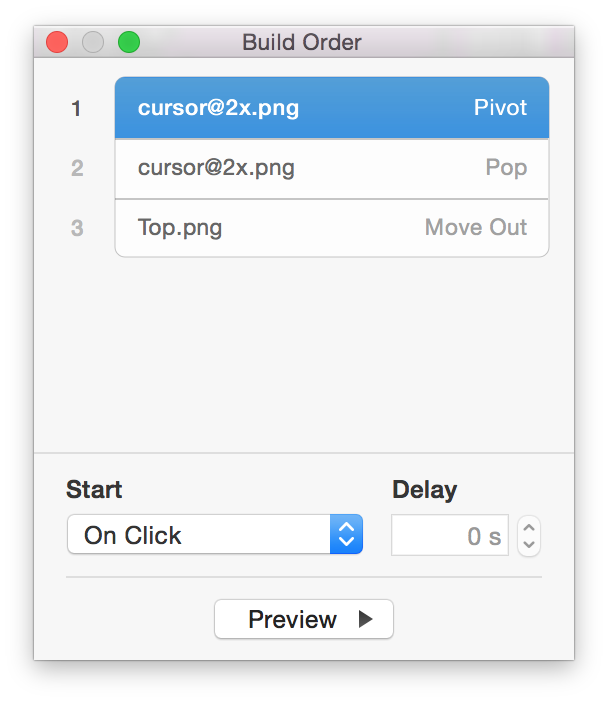 Build Order
1 cursor@2x.png Pivot
2 cursor@2x.png Pop
3 Top.png Move Out
Start Delay
On Click 0 s
Preview